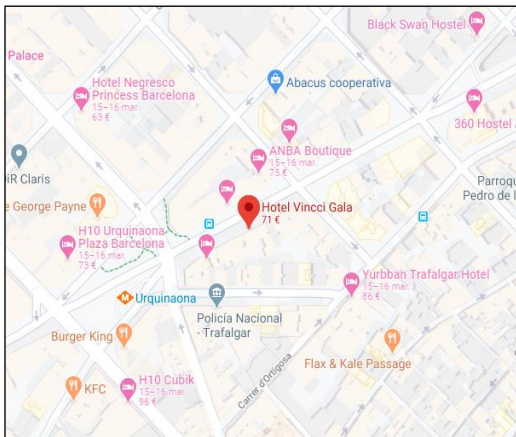 Black Swan Hostel
Palace
Hotel Negresco
Princess Barcelona
15–16 mar.
63 €
Abacus cooperativa
360 Hostel A
ANBA Boutique
15–16 mar.
75 €
iR Claris
Parroqu
Pedro de l
e George Payne
Hotel Vincci Gala
71 €
H10 Urquinaona
Plaza Barcelona
15–16 mar.
73 €
Yurbban Trafalgar Hotel
15–16 mar.
86 €
M
Urquinaona
Policía Nacional
- Trafalgar
Burger King
Flax & Kale Passage
Carrer d'Ortigosa
H10 Cubik
15–16 mar.
96 €
KFC